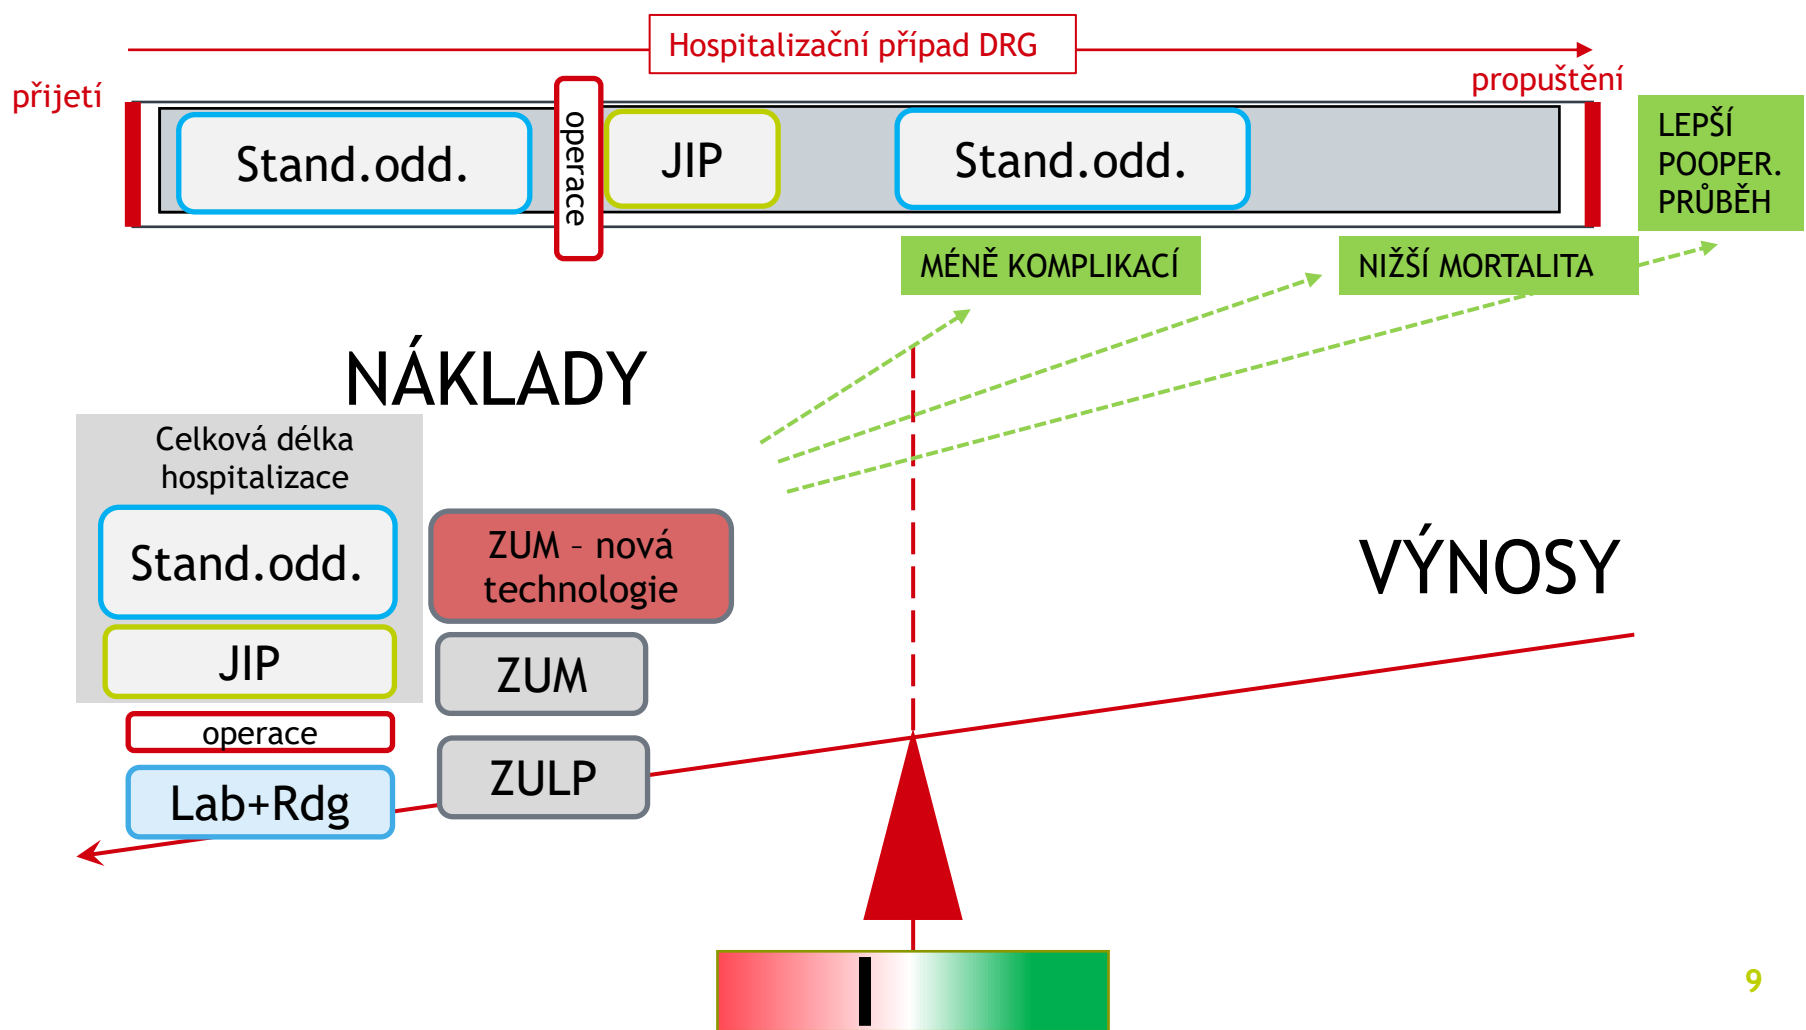 Hospitalizační případ DRG
přijetí
propuštění
Stand.odd.
operace
JIP
Stand.odd.
LEPŠÍ
POOPER.
PRŮBĚH
MÉNĚ KOMPLIKACÍ
NIŽŠÍ MORTALITA
NÁKLADY
Celková délka
hospitalizace
Stand.odd.
JIP
operace
Lab+Rdg
ZUM – nová
technologie
ZUM
ZULP
VÝNOSY
9